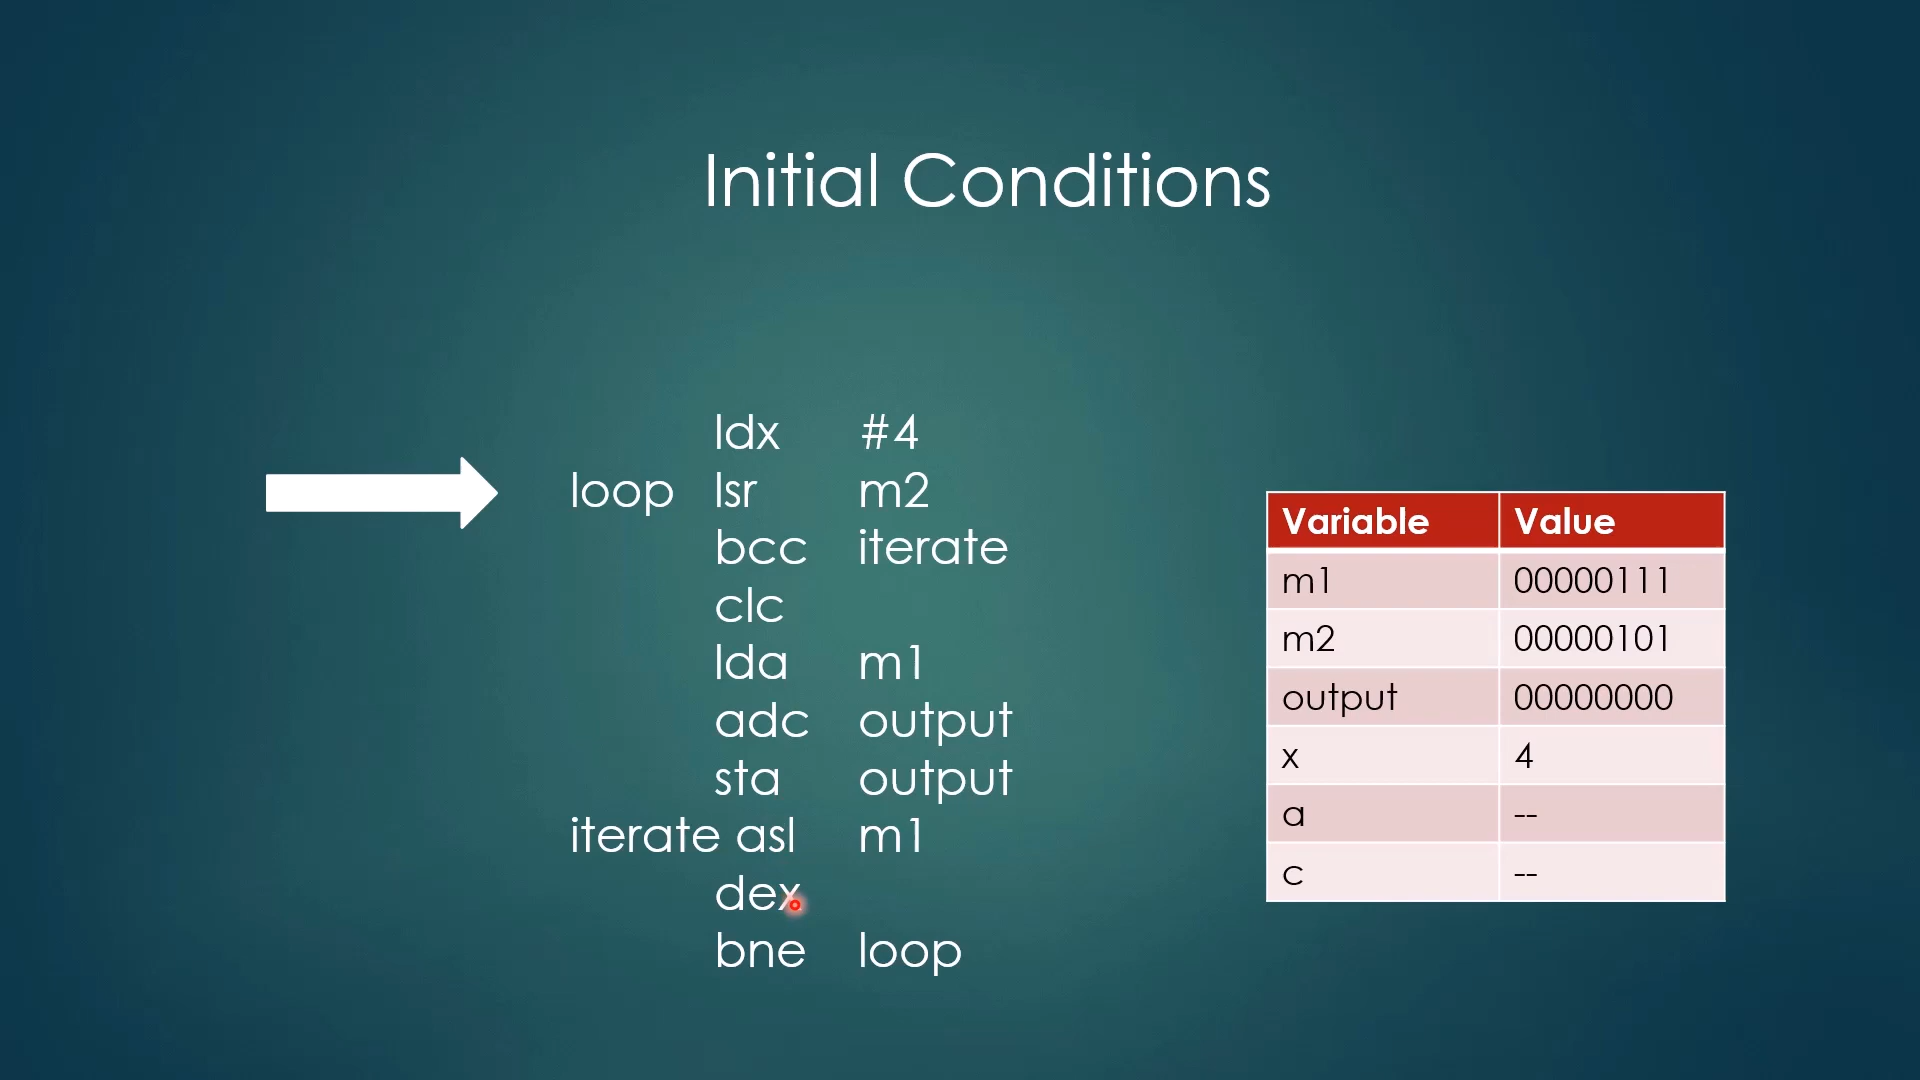 Initial Conditions
ldx #4
loop lsr m2
bcc iterate
clc
lda m1
adc output
sta output
iterate asl m1
dex
bne loop
Variable Value
m1 00000111
m2 00000101
output 00000000
x 4
a --
c --